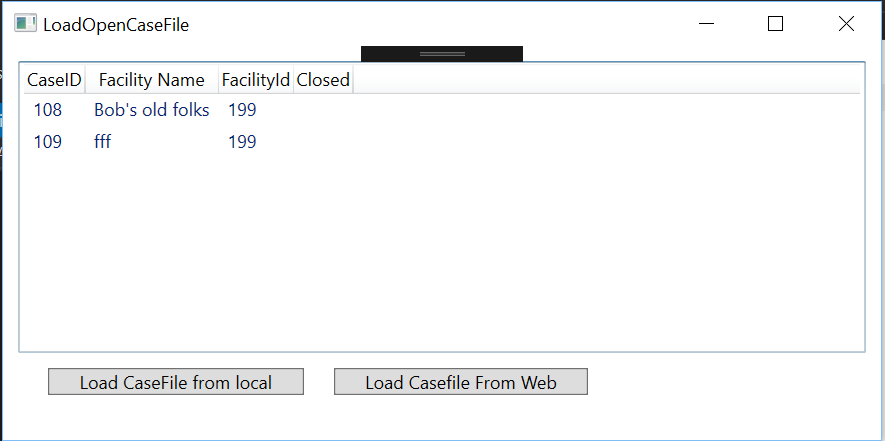 LoadOpenCaseFile
CaseID Facility Name FacilityId Closed
108 Bob's old folks 199
109 fff 199
Load CaseFile from local Load Casefile From Web